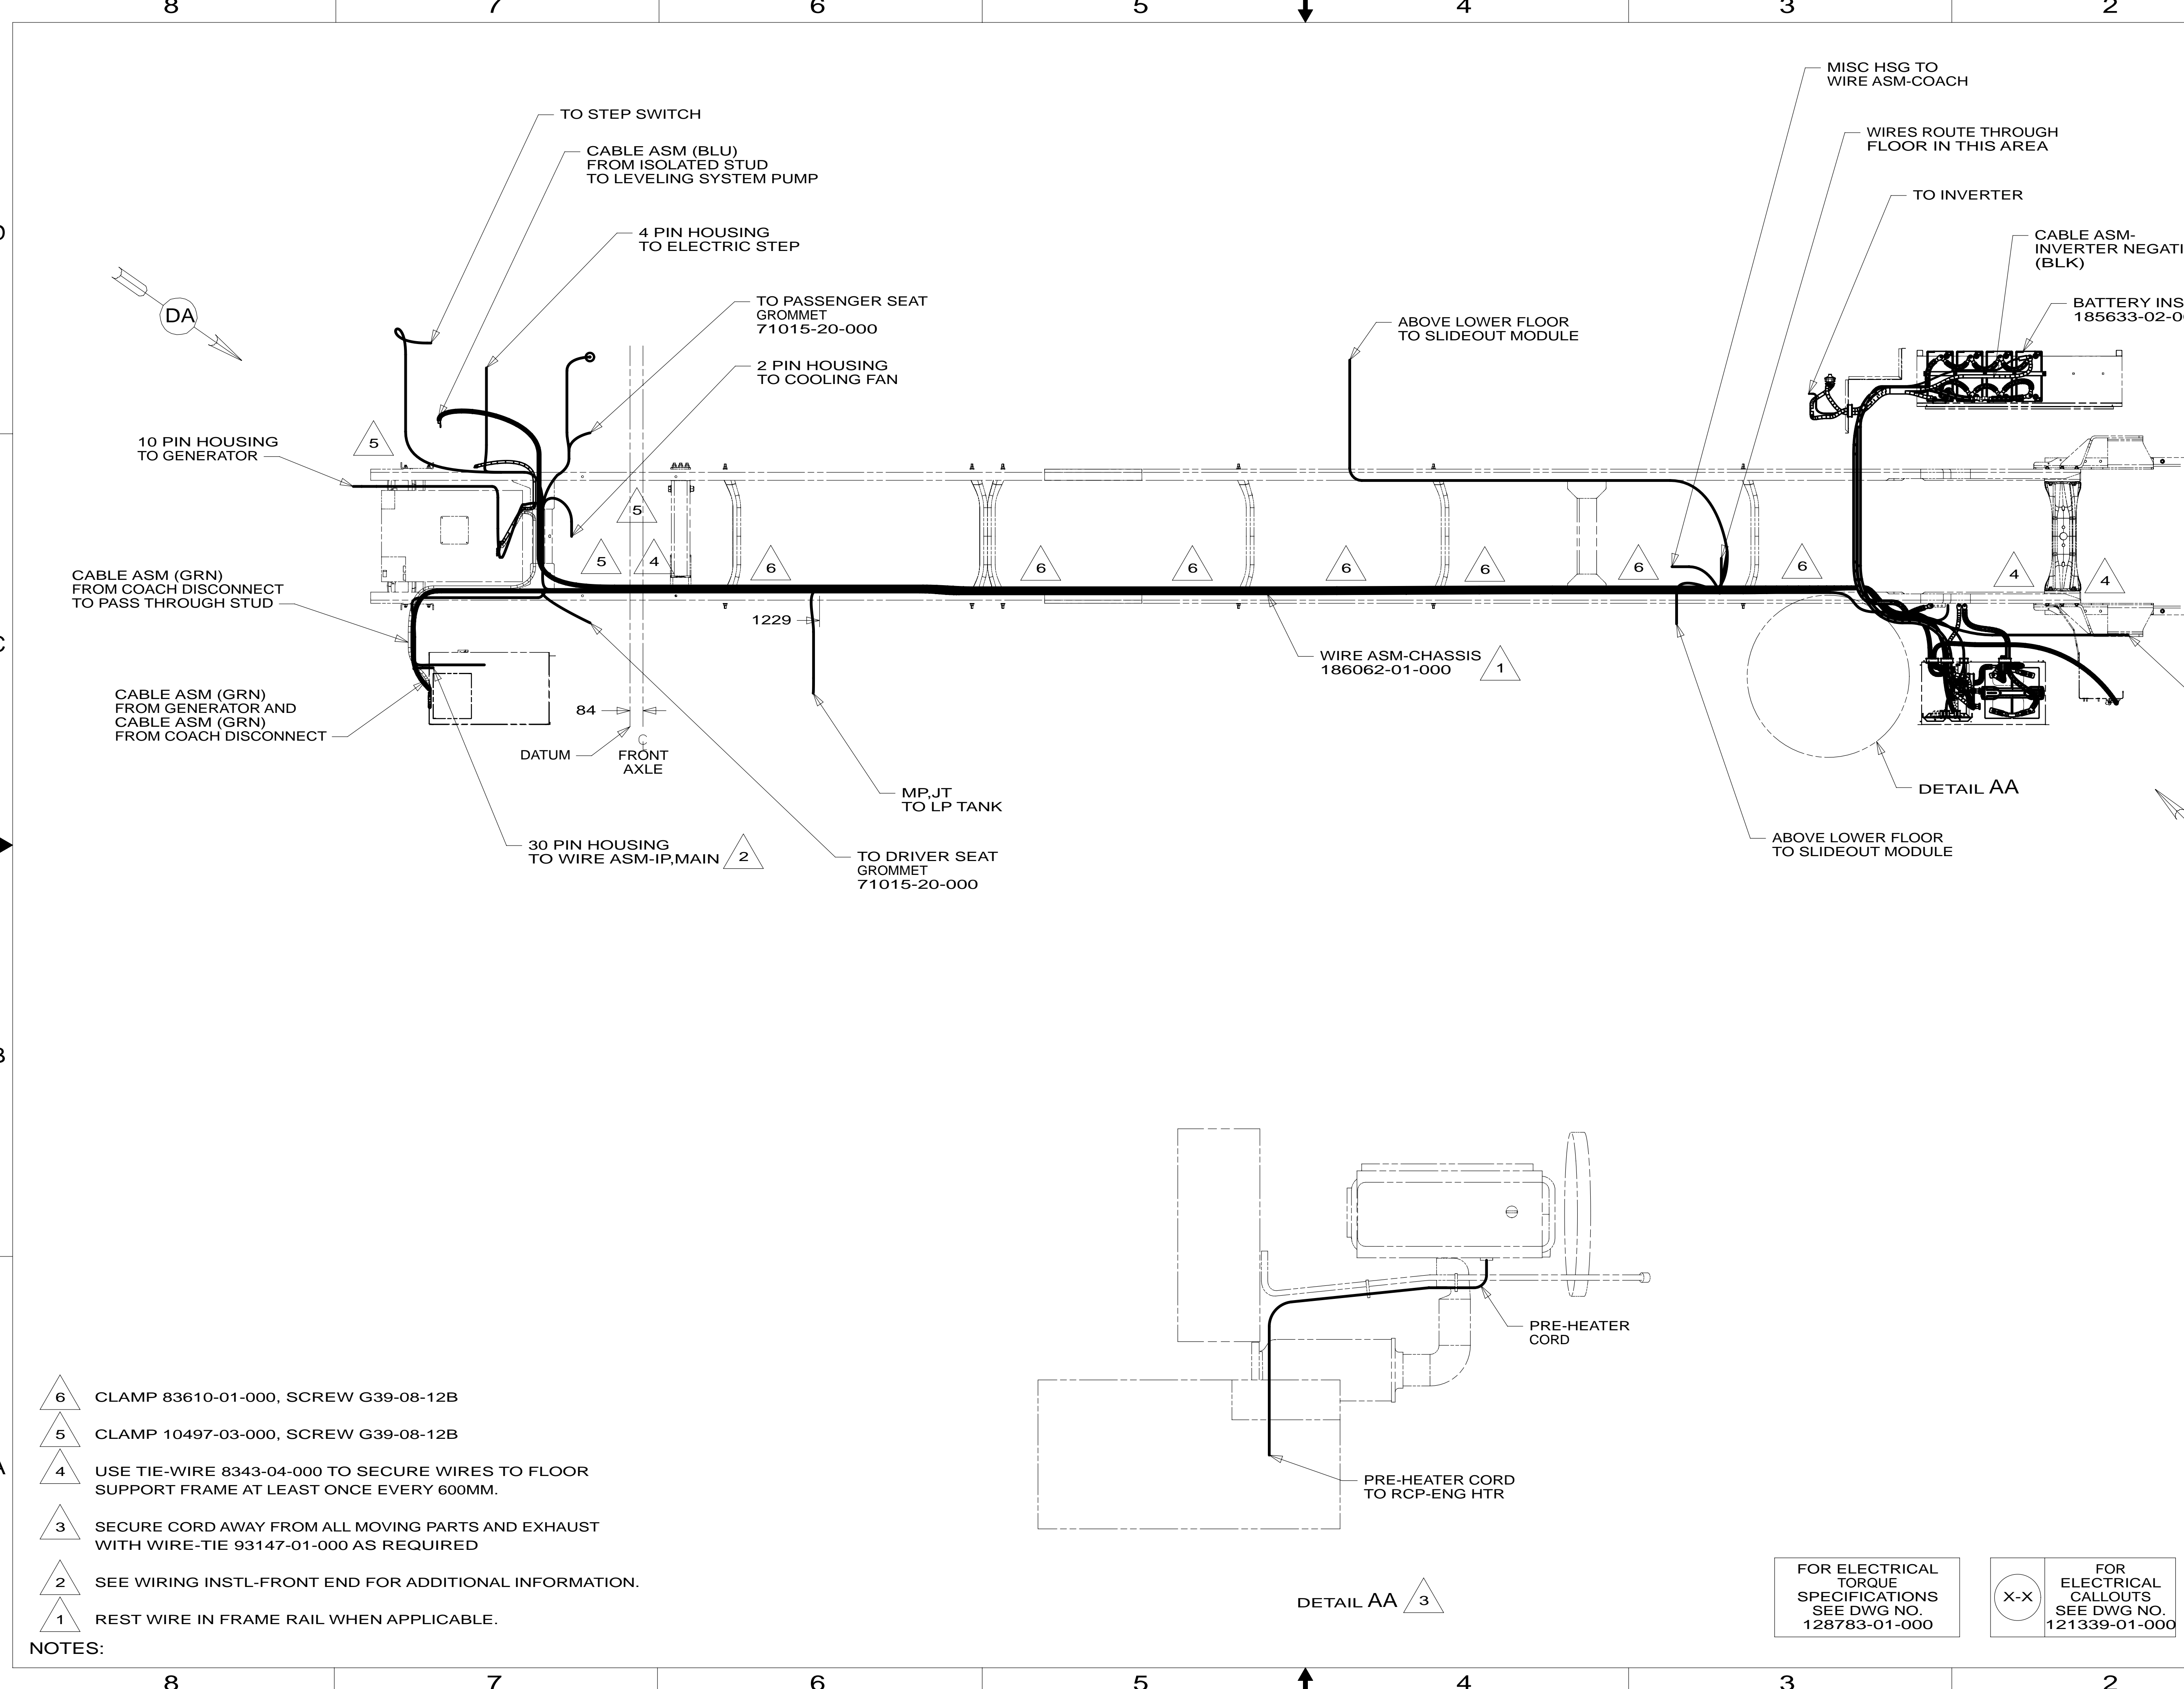 8 7 6 5 4 3 2
MISC HSG TO
WIRE ASM-COACH
TO STEP SWITCH
WIRES ROUTE THROUGH
FLOOR IN THIS AREA
CABLE ASM (BLU)
FROM ISOLATED STUD
TO LEVELING SYSTEM PUMP
TO INVERTER
4 PIN HOUSING
TO ELECTRIC STEP
CABLE ASM-
INVERTER NEGATI
(BLK)
DA
TO PASSENGER SEAT
GROMMET
71015-20-000
BATTERY INS
185633-02-0
ABOVE LOWER FLOOR
TO SLIDEOUT MODULE
2 PIN HOUSING
TO COOLING FAN
10 PIN HOUSING
TO GENERATOR
5
5
5 4 6 6 6 6 6 6 6 4 4
CABLE ASM (GRN)
FROM COACH DISCONNECT
TO PASS THROUGH STUD
1229
WIRE ASM-CHASSIS
186062-01-000
1
CABLE ASM (GRN)
FROM GENERATOR AND
CABLE ASM (GRN)
FROM COACH DISCONNECT
84
DATUM
FRONT
AXLE
MP,JT
TO LP TANK
DETAIL AA
30 PIN HOUSING
TO WIRE ASM-IP,MAIN
2
TO DRIVER SEAT
GROMMET
71015-20-000
ABOVE LOWER FLOOR
TO SLIDEOUT MODULE
PRE-HEATER
CORD
PRE-HEATER CORD
TO RCP-ENG HTR
DETAIL AA 3
6 CLAMP 83610-01-000, SCREW G39-08-12B
5 CLAMP 10497-03-000, SCREW G39-08-12B
4 USE TIE-WIRE 8343-04-000 TO SECURE WIRES TO FLOOR
SUPPORT FRAME AT LEAST ONCE EVERY 600MM.
3 SECURE CORD AWAY FROM ALL MOVING PARTS AND EXHAUST
WITH WIRE-TIE 93147-01-000 AS REQUIRED
2 SEE WIRING INSTL-FRONT END FOR ADDITIONAL INFORMATION.
1 REST WIRE IN FRAME RAIL WHEN APPLICABLE.
NOTES:
FOR ELECTRICAL
TORQUE
SPECIFICATIONS
SEE DWG NO.
128783-01-000
X-X
FOR
ELECTRICAL
CALLOUTS
SEE DWG NO.
121339-01-000
8 7 6 5 4 3 2